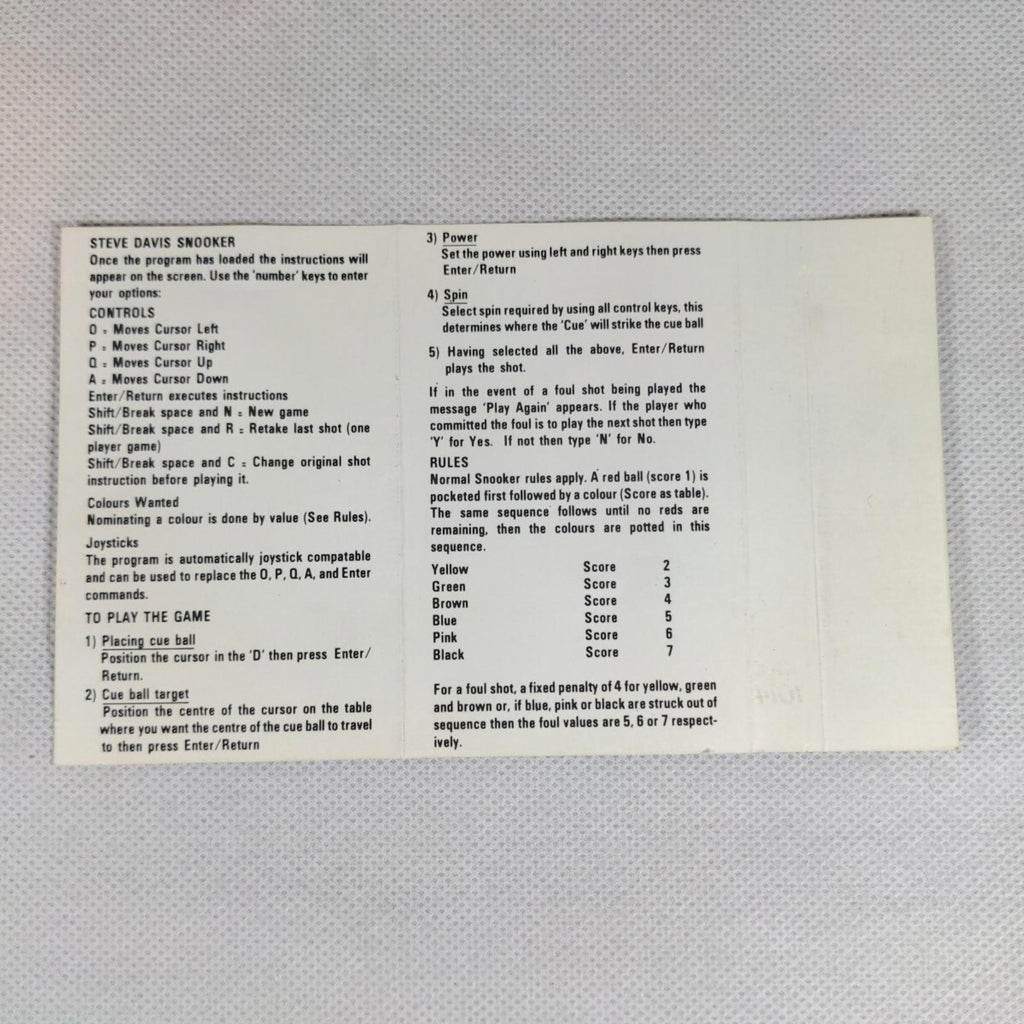 STEVE DAVIS SNOOKER
Once the program has loaded the instructions will
appear on the screen. Use the 'number' keys to enter
your options:
CONTROLS
O = Moves Cursor Left
P = Moves Cursor Right
Q = Moves Cursor Up
A = Moves Cursor Down
Enter/Return executes instructions
Shift/Break space and N = New game
Shift/Break space and R = Retake last shot (one
player game)
Shift/Break space and C = Change original shot
instruction before playing it.
Colours Wanted
Nominating a colour is done by value (See Rules).
Joysticks
The program is automatically joystick compatable
and can be used to replace the O, P, Q, A, and Enter
commands.
TO PLAY THE GAME
1) Placing cue ball
Position the cursor in the 'D' then press Enter/
Return.
2) Cue ball target
Position the centre of the cursor on the table
where you want the centre of the cue ball to travel
to then press Enter/Return
3) Power
Set the power using left and right keys then press
Enter/Return
4) Spin
Select spin required by using all control keys, this
determines where the 'Cue' will strike the cue ball
5) Having selected all the above, Enter/Return
plays the shot.
If in the event of a foul shot being played the
message 'Play Again' appears. If the player who
committed the foul is to play the next shot then type
'Y' for Yes. If not then type 'N' for No.
RULES
Normal Snooker rules apply. A red ball (score 1) is
pocketed first followed by a colour (Score as table).
The same sequence follows until no reds are
remaining, then the colours are potted in this
sequence.
Yellow Score 2
Green Score 3
Brown Score 4
Blue Score 5
Pink Score 6
Black Score 7
For a foul shot, a fixed penalty of 4 for yellow, green
and brown or, if blue, pink or black are struck out of
sequence then the foul values are 5, 6 or 7 respect-
ively.